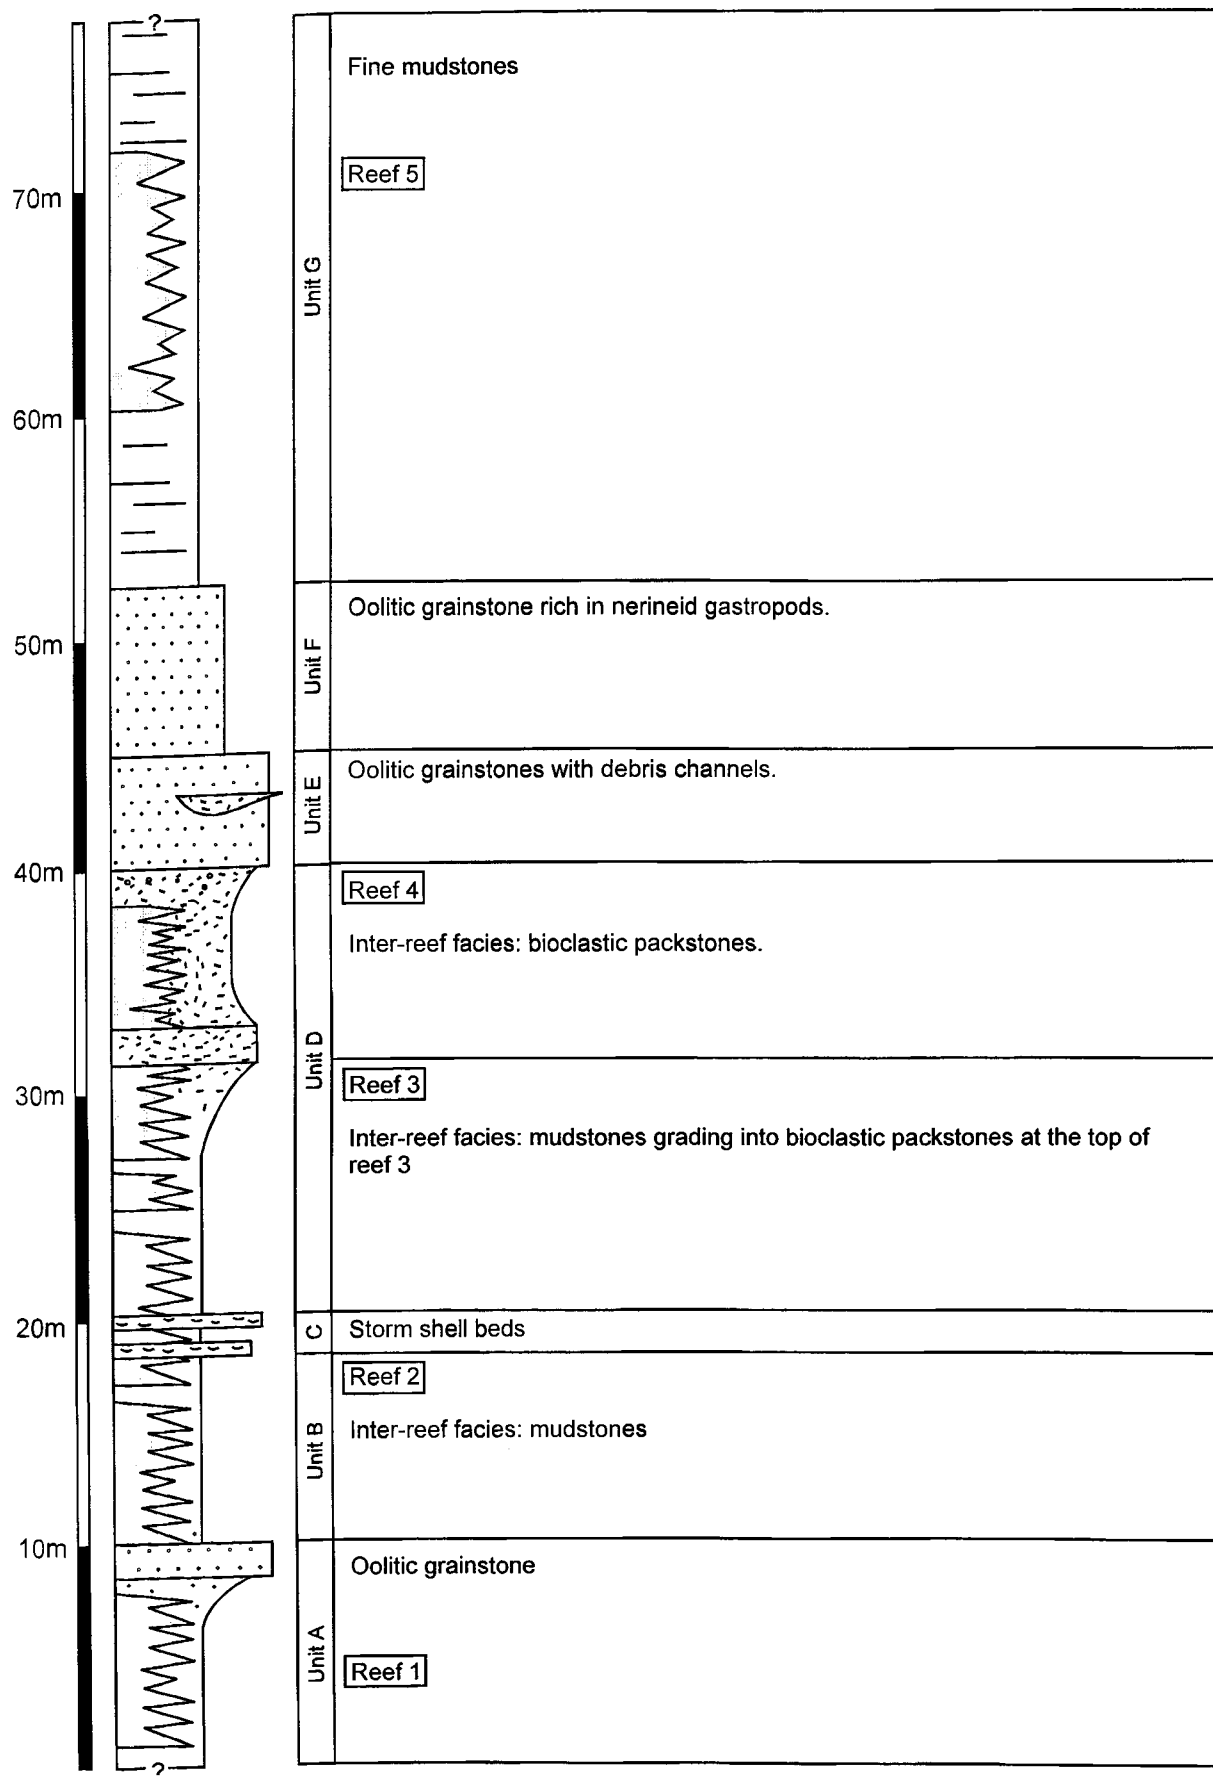 ?
Fine mudstones
Reef 5
70m
Unit G
60m
Oolitic grainstone rich in nerineid gastropods.
50m
Unit F
Oolitic grainstones with debris channels.
Unit E
40m
Reef 4
Inter-reef facies: bioclastic packstones.
Unit D
Reef 3
30m
Inter-reef facies: mudstones grading into bioclastic packstones at the top of
reef 3
20m
C
Storm shell beds
Reef 2
Inter-reef facies: mudstones
Unit B
10m
Oolitic grainstone
Unit A
Reef 1
?